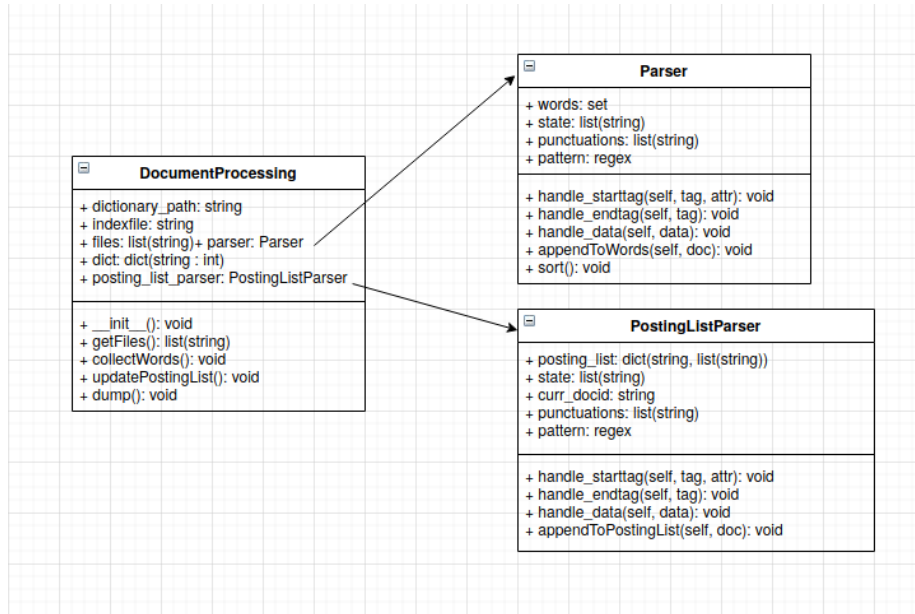 DocumentProcessing
+ dictionary_path: string
+ indexfile: string
+ files: list(string)+ parser: Parser
+ dict: dict(string : int)
+ posting_list_parser: PostingListParser
+ __init__(): void
+ getFiles(): list(string)
+ collectWords(): void
+ updatePostingList(): void
+ dump(): void
Parser
+ words: set
+ state: list(string)
+ punctuations: list(string)
+ pattern: regex
+ handle_starttag(self, tag, attr): void
+ handle_endtag(self, tag): void
+ handle_data(self, data): void
+ appendToWords(self, doc): void
+ sort(): void
PostingListParser
+ posting_list: dict(string, list(string))
+ state: list(string)
+ curr_docid: string
+ punctuations: list(string)
+ pattern: regex
+ handle_starttag(self, tag, attr): void
+ handle_endtag(self, tag): void
+ handle_data(self, data): void
+ appendToPostingList(self, doc): void